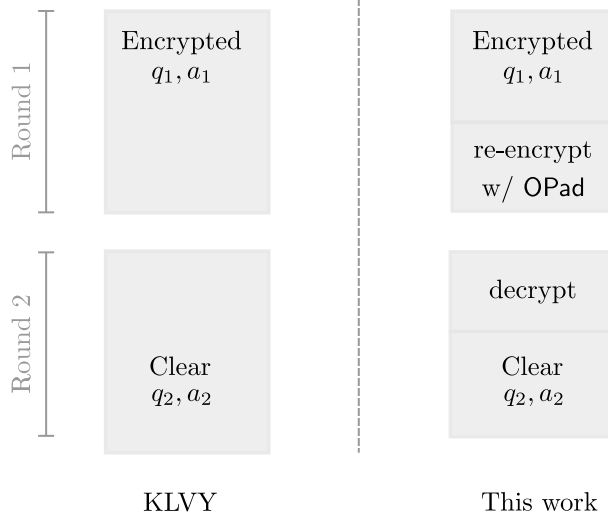 Round 1
Encrypted
q₁, a₁
Encrypted
q₁, a₁
re-encrypt
w/ OPad
Round 2
Clear
q₂, a₂
decrypt
Clear
q₂, a₂
KLVY
This work